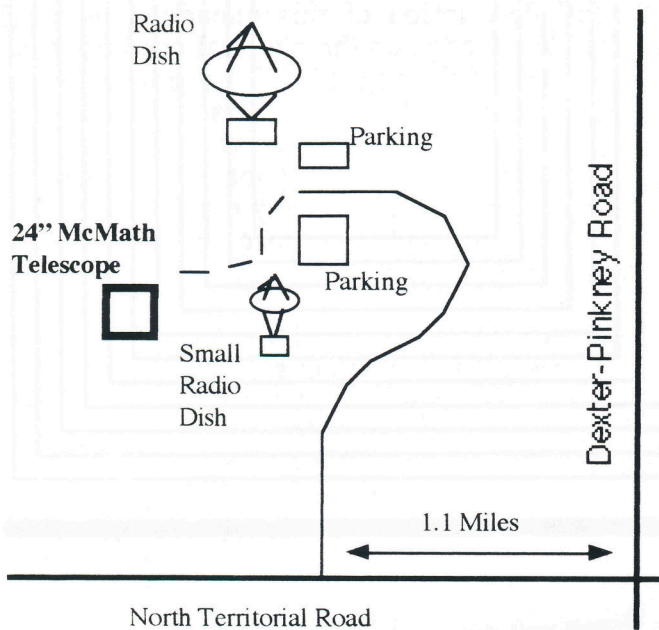 Radio
Dish
Parking
24” McMath
Telescope
Parking
Small
Radio
Dish
Dexter-Pinkney Road
1.1 Miles
North Territorial Road